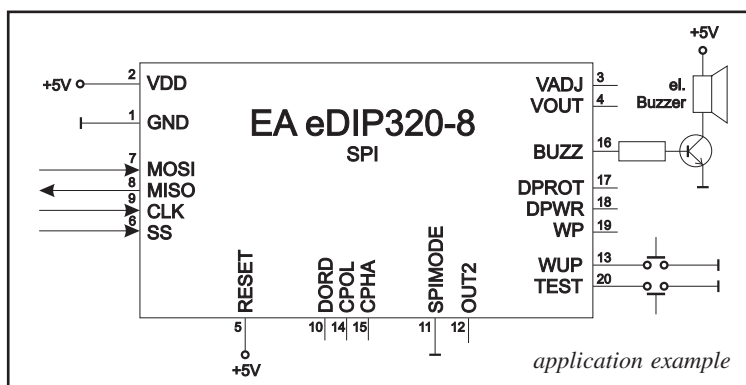 +5V
2 VDD
+5V
VADJ 3
el.
Buzzer
VOUT 4
1 GND
EA eDIP320-8
SPI
BUZZ 16
7 MOSI
8 MISO
9 CLK
6 SS
DPROT 17
DPWR 18
WP 19
WUP 13
TEST 20
RESET
DORD
CPOL
CPHA
SPIMODE
OUT2
5
10
14
15
11
12
+5V
application example